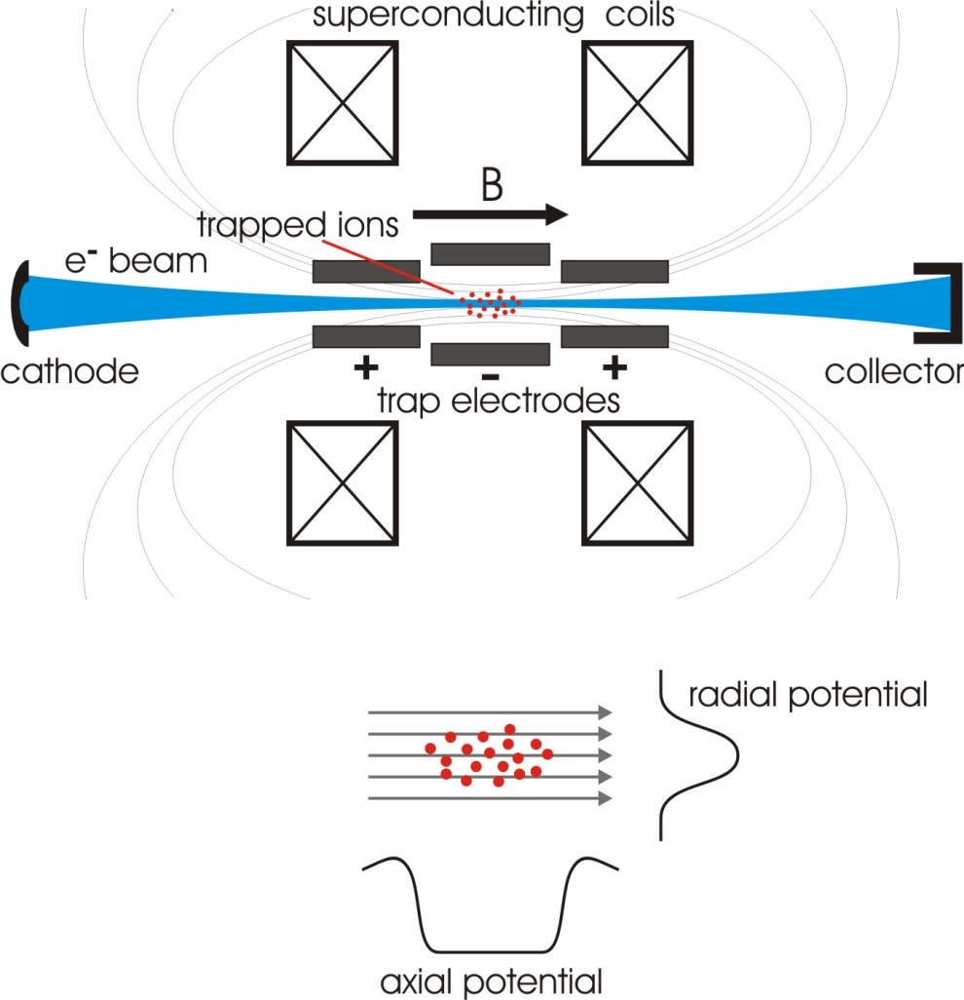 superconducting coils
B
trapped ions
e- beam
cathode
collector
+ - +
trap electrodes
radial potential
axial potential